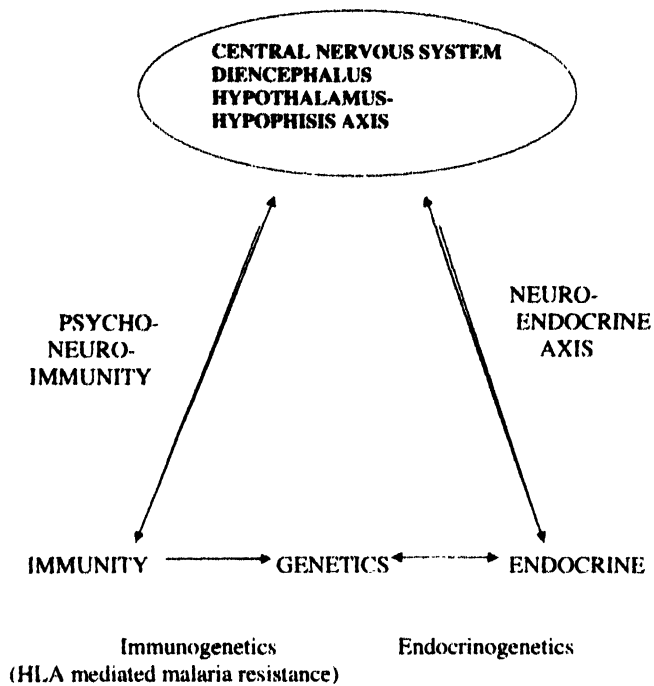 CENTRAL NERVOUS SYSTEM
DIENCEPHALUS
HYPOTHALAMUS-
HYPOPHISIS AXIS
PSYCHO-
NEURO-
IMMUNITY
NEURO-
ENDOCRINE
AXIS
IMMUNITY GENETICS ENDOCRINE
Immunogenetics Endocrinogenetics
(HLA mediated malaria resistance)